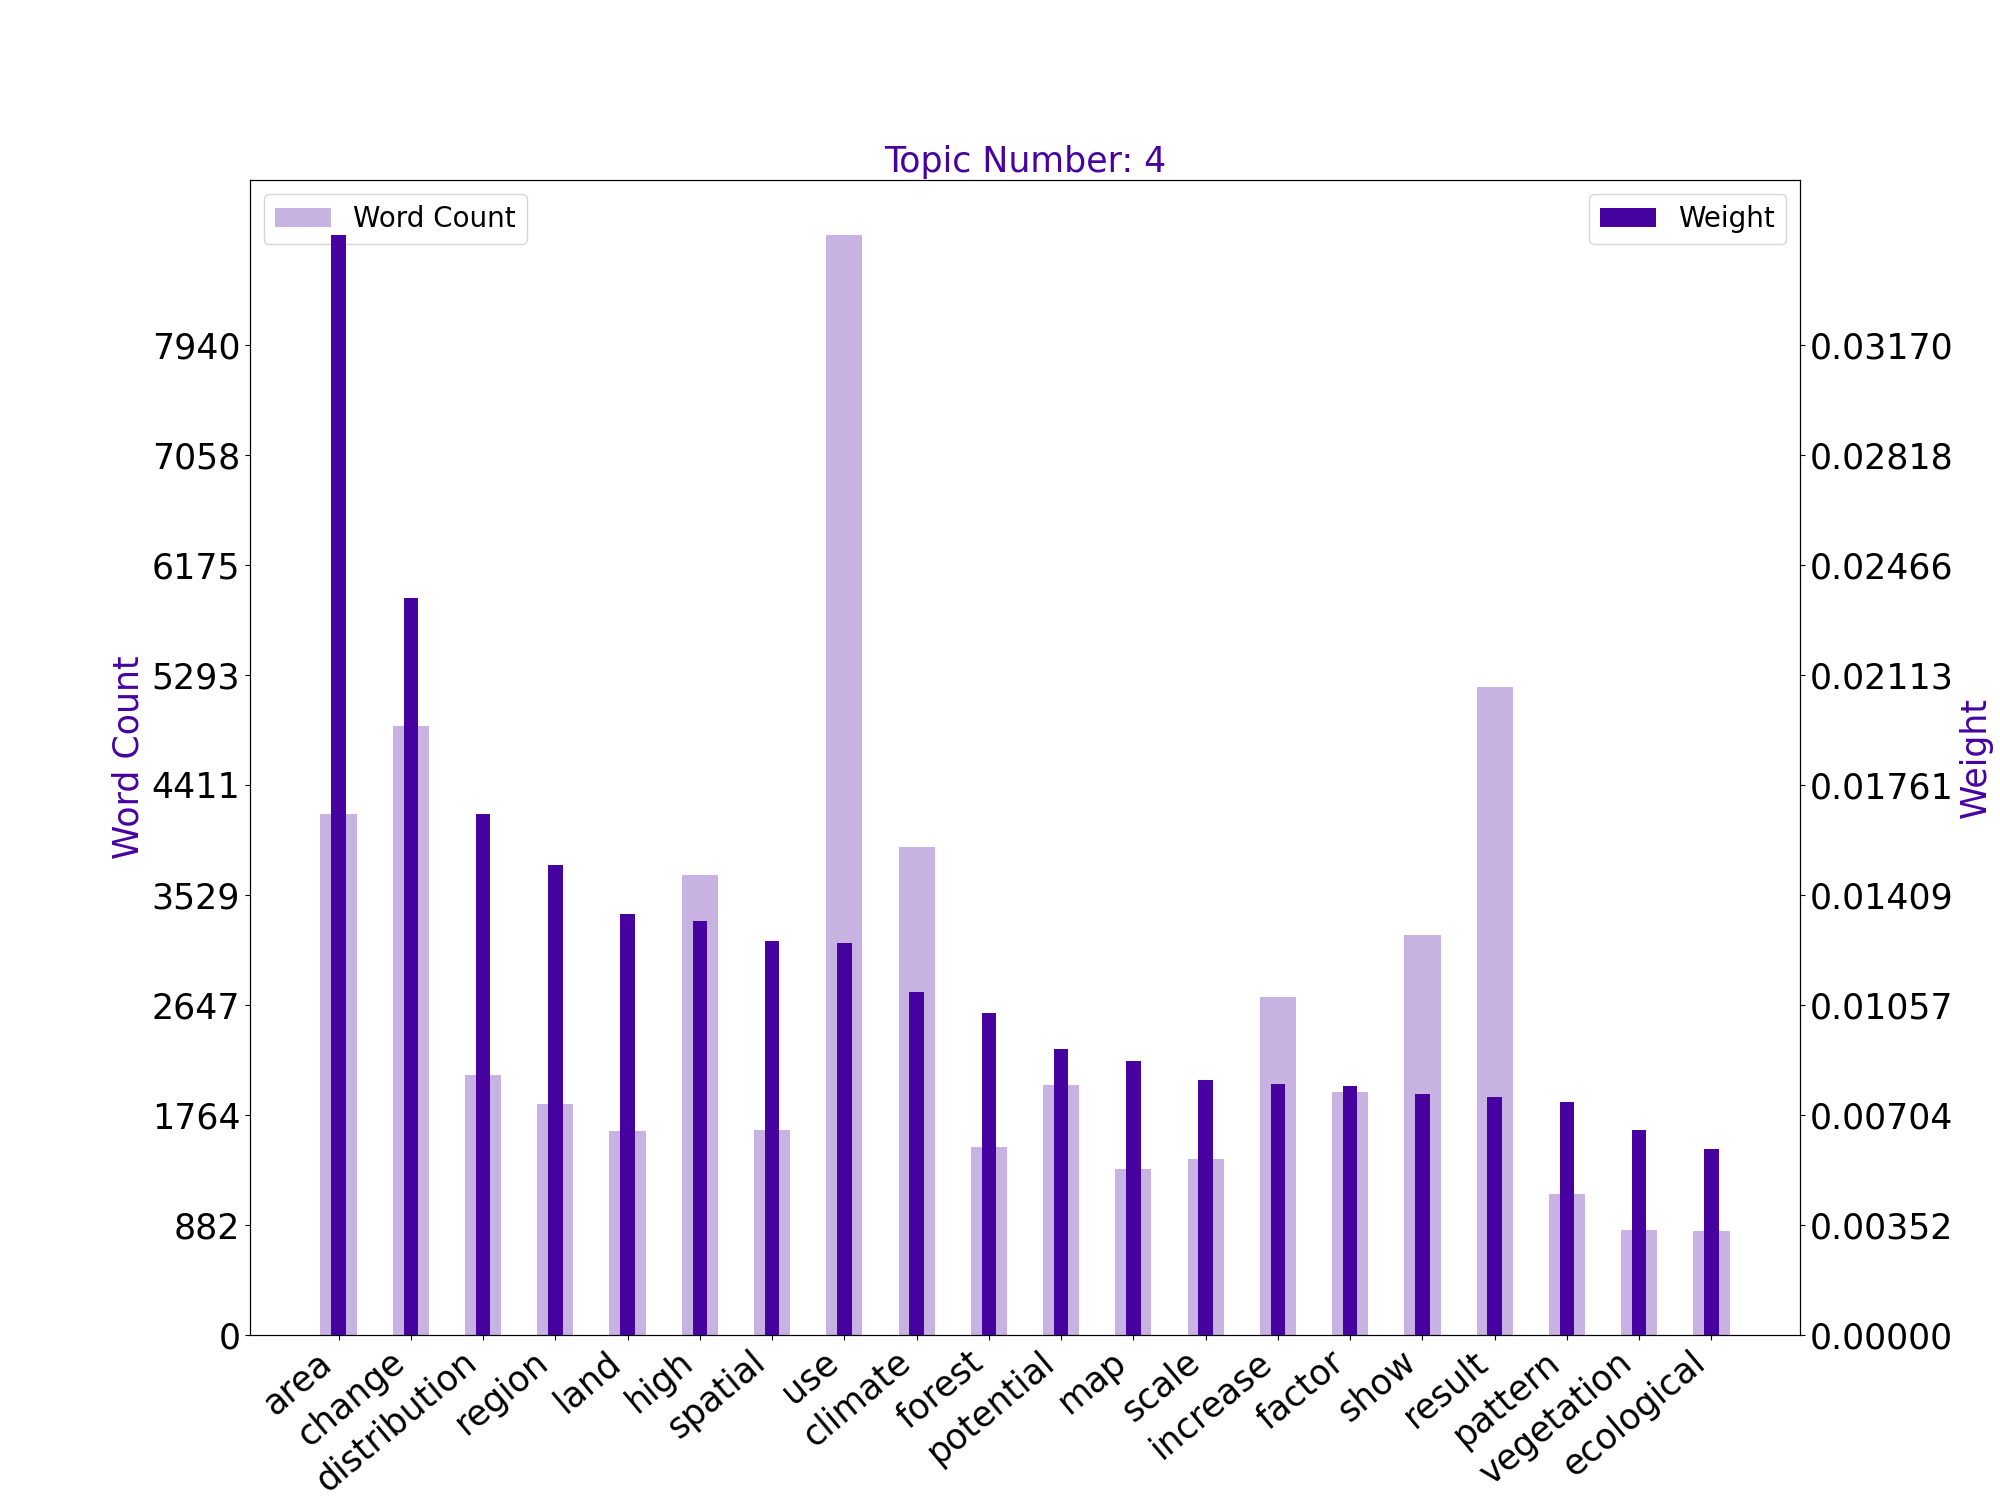 Topic Number: 4
Word Count
Weight
7940
7058
6175
5293
4411
3529
2647
1764
882
0
Word Count
0.03170
0.02818
0.02466
0.02113
0.01761
0.01409
0.01057
0.00704
0.00352
0.00000
Weight
area
change
distribution
region
land
high
spatial
use
climate
forest
potential
map
scale
increase
factor
show
result
pattern
vegetation
ecological